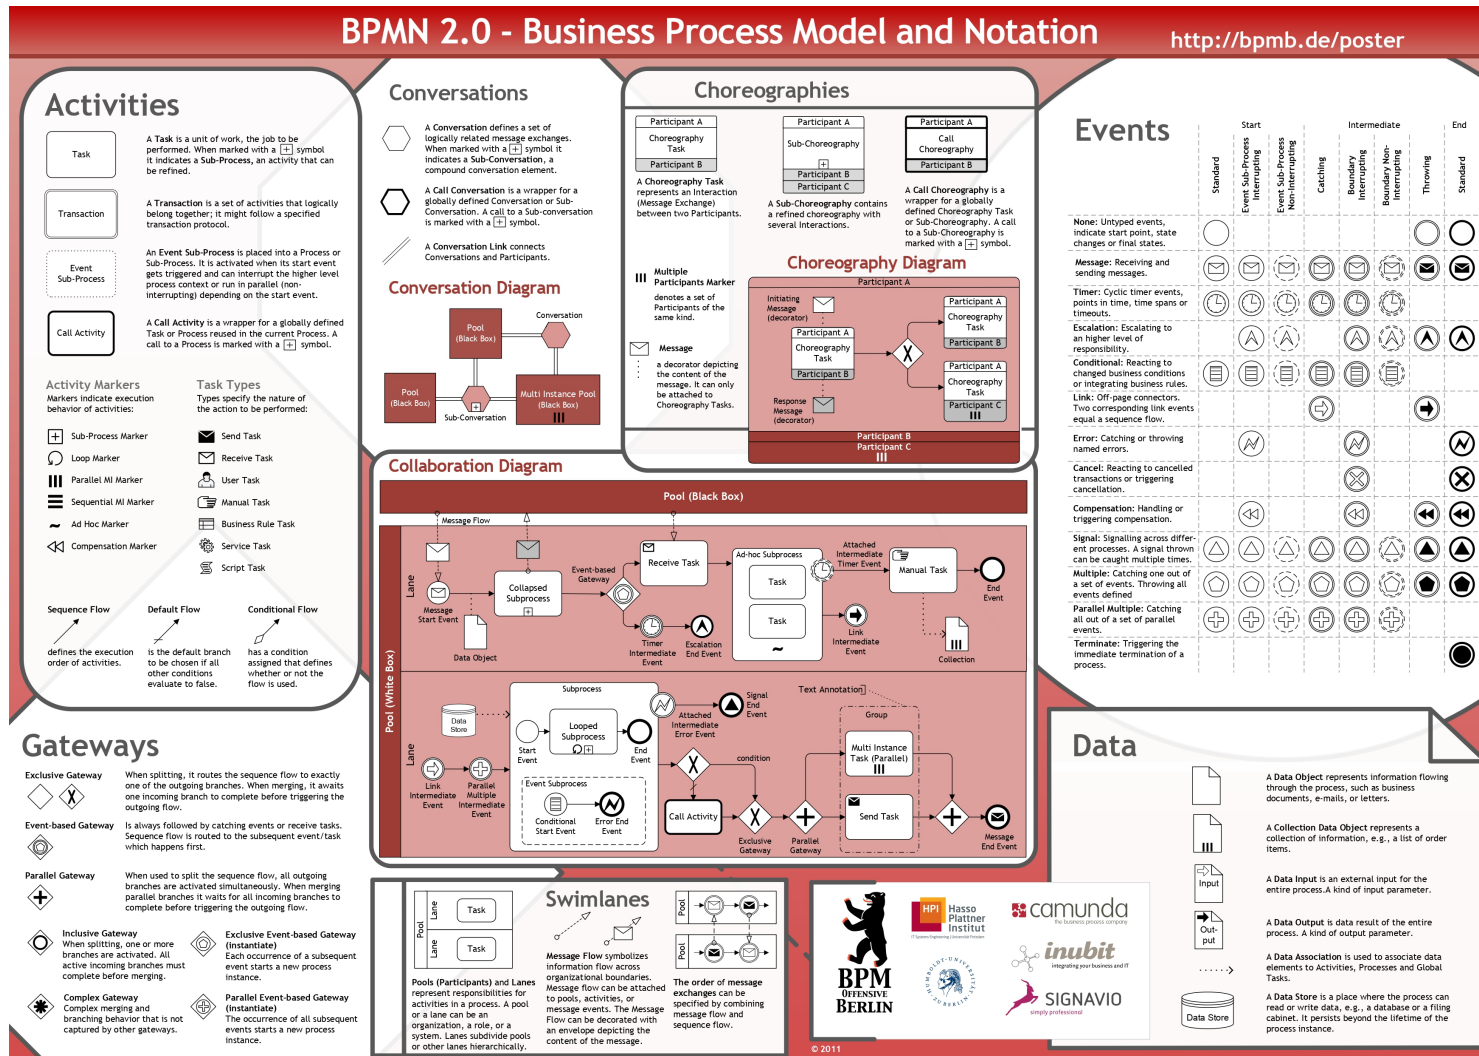 BPMN 2.0 - Business Process Model and Notation
http://bpmb.de/poster
Activities
Task
A Task is a unit of work, the job to be
performed. When marked with a + symbol
it indicates a Sub-Process, an activity that can
be refined.
Transaction
A Transaction is a set of activities that logically
belong together; it might follow a specified
transaction protocol.
Event
Sub-Process
An Event Sub-Process is placed into a Process or
Sub-Process. It is activated when its start event
gets triggered and can interrupt the higher level
process context or run in parallel (non-
interrupting) depending on the start event.
Call Activity
A Call Activity is a wrapper for a globally defined
Task or Process reused in the current Process. A
call to a Process is marked with a + symbol.
Activity Markers
Markers indicate execution
behavior of activities:
Sub-Process Marker
Loop Marker
Parallel MI Marker
Sequential MI Marker
Ad Hoc Marker
Compensation Marker
Task Types
Types specify the nature of
the action to be performed:
Send Task
Receive Task
User Task
Manual Task
Business Rule Task
Service Task
Script Task
Sequence Flow
defines the execution
order of activities.
Default Flow
is the default branch
to be chosen if all
other conditions
evaluate to false.
Conditional Flow
has a condition
assigned that defines
whether or not the
flow is used.
Conversations
A Conversation defines a set of
logically related message exchanges.
When marked with a + symbol it
indicates a Sub-Conversation, a
compound conversation element.
A Call Conversation is a wrapper for a
globally defined Conversation or Sub-
Conversation. A call to a Sub-conversation
is marked with a + symbol.
A Conversation Link connects
Conversations and Participants.
Conversation Diagram
Conversation
Pool
(Black Box)
Pool
(Black Box)
Sub-Conversation
Multi Instance Pool
(Black Box)
Choreographies
Participant A
Choreography
Task
Participant B
A Choreography Task
represents an Interaction
(Message Exchange)
between two Participants.
Participant A
Sub-Choreography
Participant B
Participant C
A Sub-Choreography contains
a refined choreography with
several Interactions.
Participant A
Call
Choreography
Participant B
A Call Choreography is a
wrapper for a globally
defined Choreography Task
or Sub-Choreography. A call
to a Sub-Choreography is
marked with a + symbol.
Multiple
Participants Marker
denotes a set of
Participants of the
same kind.
Message
a decorator depicting
the content of the
message. It can only
be attached to
Choreography Tasks.
Choreography Diagram
Participant A
Initiating
Message
(decorator)
Participant A
Choreography
Task
Participant B
Response
Message
(decorator)
Participant A
Choreography
Task
Participant B
Participant A
Choreography
Task
Participant C
Participant B
Participant C
Events
Start
Intermediate
End
Standard
Event Sub-Process
Interrupting
Event Sub-Process
Non-Interrupting
Catching
Boundary
Interrupting
Boundary Non-
Interrupting
Throwing
Standard
None: Untyped events,
indicate start point, state
changes or final states.
Message: Receiving and
sending messages.
Timer: Cyclic timer events,
points in time, time spans or
timeouts.
Escalation: Escalating to
an higher level of
responsibility.
Conditional: Reacting to
changed business conditions
or integrating business rules.
Link: Off-page connectors.
Two corresponding link events
equal a sequence flow.
Error: Catching or throwing
named errors.
Cancel: Reacting to cancelled
transactions or triggering
cancellation.
Compensation: Handling or
triggering compensation.
Signal: Signalling across differ-
ent processes. A signal thrown
can be caught multiple times.
Multiple: Catching one out of
a set of events. Throwing all
events defined
Parallel Multiple: Catching
all out of a set of parallel
events.
Terminate: Triggering the
immediate termination of a
process.
Collaboration Diagram
Pool (Black Box)
Message Flow
Pool (White Box)
Lane
Message
Start Event
Collapsed
Subprocess
Data Object
Event-based
Gateway
Receive Task
Timer
Intermediate
Event
Escalation
End Event
Ad-hoc Subprocess
Task
Task
Attached
Intermediate
Timer Event
Manual Task
End
Event
Link
Intermediate
Event
Collection
Lane
Data
Store
Link
Intermediate
Event
Parallel
Multiple
Intermediate
Event
Subprocess
Start
Event
Looped
Subprocess
End
Event
Event Subprocess
Conditional
Start Event
Error End
Event
Attached
Intermediate
Error Event
Signal
End
Event
Call Activity
condition
Exclusive
Gateway
Parallel
Gateway
Text Annotation
Group
Multi Instance
Task (Parallel)
Send Task
Message
End Event
Gateways
Exclusive Gateway
When splitting, it routes the sequence flow to exactly
one of the outgoing branches. When merging, it awaits
one incoming branch to complete before triggering the
outgoing flow.
Event-based Gateway
Is always followed by catching events or receive tasks.
Sequence flow is routed to the subsequent event/task
which happens first.
Parallel Gateway
When used to split the sequence flow, all outgoing
branches are activated simultaneously. When merging
parallel branches it waits for all incoming branches to
complete before triggering the outgoing flow.
Inclusive Gateway
When splitting, one or more
branches are activated. All
active incoming branches must
complete before merging.
Exclusive Event-based Gateway
(instantiate)
Each occurrence of a subsequent
event starts a new process
instance.
Complex Gateway
Complex merging and
branching behavior that is not
captured by other gateways.
Parallel Event-based Gateway
(instantiate)
The occurrence of all subsequent
events starts a new process
instance.
Swimlanes
Pool
Lane
Task
Lane
Task
Pools (Participants) and Lanes
represent responsibilities for
activities in a process. A pool
or a lane can be an
organization, a role, or a
system. Lanes subdivide pools
or other lanes hierarchically.
Message Flow symbolizes
information flow across
organizational boundaries.
Message flow can be attached
to pools, activities, or
message events. The Message
Flow can be decorated with
an envelope depicting the
content of the message.
Pool
Pool
The order of message
exchanges can be
specified by combining
message flow and
sequence flow.
BPM
OFFENSIVE
BERLIN
HPI
Hasso
Plattner
Institut
IT Systems Engineering | Universität Potsdam
HUMBOLDT-UNIVERSITÄT ZU BERLIN
camunda
the business process company
inubit
integrating your business and IT
SIGNAVIO
simply professional
© 2011
Data
A Data Object represents information flowing
through the process, such as business
documents, e-mails, or letters.
A Collection Data Object represents a
collection of information, e.g., a list of order
items.
Input
A Data Input is an external input for the
entire process.A kind of input parameter.
Out-
put
A Data Output is data result of the entire
process. A kind of output parameter.
A Data Association is used to associate data
elements to Activities, Processes and Global
Tasks.
Data Store
A Data Store is a place where the process can
read or write data, e.g., a database or a filing
cabinet. It persists beyond the lifetime of the
process instance.